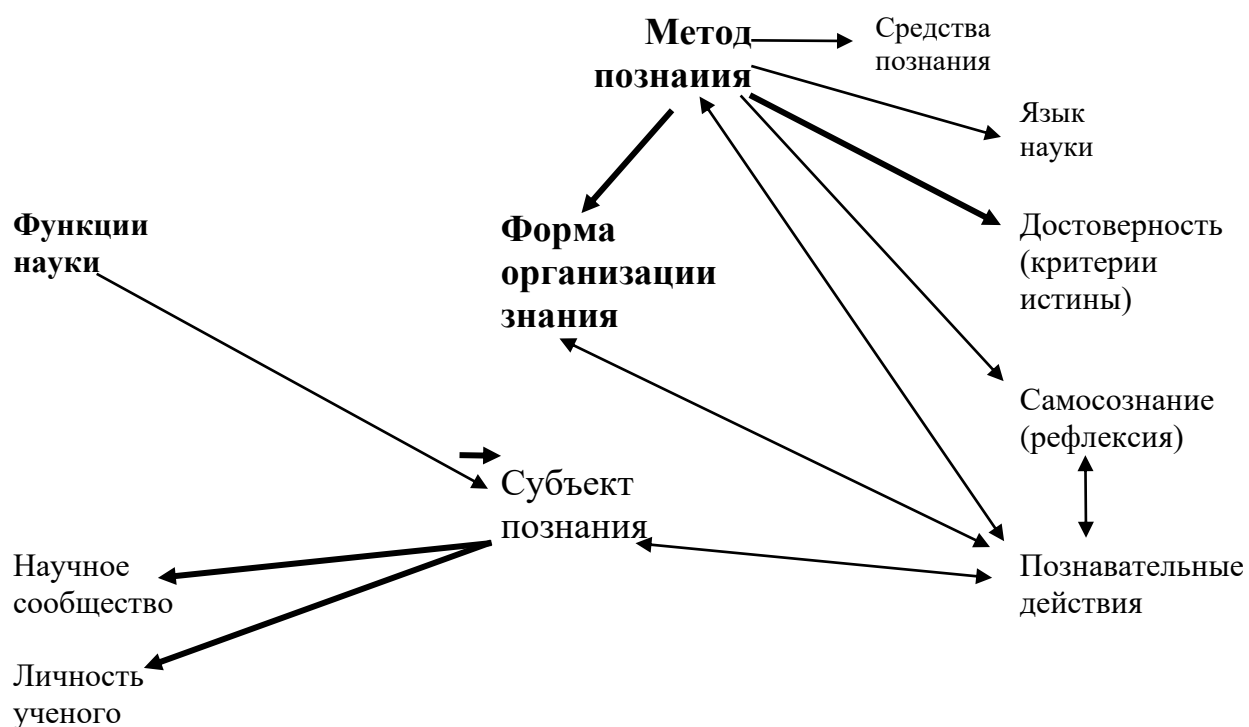 Метод
познаиия
Средства
познания
Язык
науки
Функции
науки
Форма
организации
знания
Достоверность
(критерии
истины)
Самосознание
(рефлексия)
Субъект
познания
Научное
сообщество
Познавательные
действия
Личность
ученого